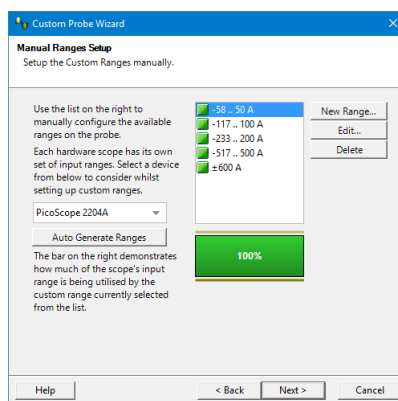 Custom Probe Wizard
Manual Ranges Setup
Setup the Custom Ranges manually.
Use the list on the right to
manually configure the available
ranges on the probe.
Each hardware scope has its own
set of input ranges. Select a device
from below to consider whilst
setting up custom ranges.
PicoScope 2204A
Auto Generate Ranges
The bar on the right demonstrates
how much of the scope's input
range is being utilised by the
custom range currently selected
from the list.
-58 .. 50 A
-117 .. 100 A
-233 .. 200 A
-517 .. 500 A
±600 A
100%
New Range...
Edit...
Delete
Help
< Back
Next >
Cancel